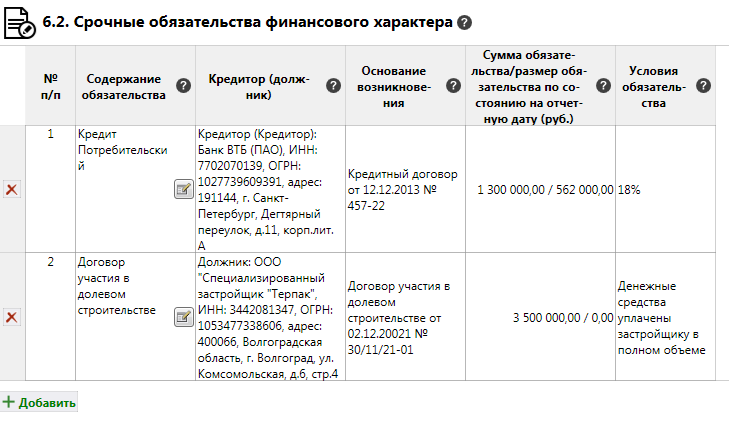 6.2. Срочные обязательства финансового характера
№
п/п
Содержание
обязательства
Кредитор (долж-
ник)
Основание
возникнове-
ния
Сумма обязате-
льства/размер обя-
зательства по со-
стоянию на отчет-
ную дату (руб.)
Условия
обязатель-
ства
1
Кредит
Потребительски
й
Кредитор (Кредитор):
Банк ВТБ (ПАО), ИНН:
7702070139, ОГРН:
1027739609391, адрес:
191144, г. Санкт-
Петербург, Дегтярный
переулок, д.11, корп.лит.
А
Кредитный договор
от 12.12.2013 №
457-22
1 300 000,00 / 562 000,00
18%
2
Договор
участия в
долевом
строительстве
Должник: ООО
"Специализированный
застройщик "Терпак",
ИНН: 3442081347, ОГРН:
1053477338606, адрес:
400066, Волгоградская
область, г. Волгоград, ул.
Комсомольская, д.6, стр.4
Договор участия в
долевом
строительстве от
02.12.20021 №
30/11/21-01
3 500 000,00 / 0,00
Денежные
средства
уплачены
застройщику в
полном объеме
Добавить